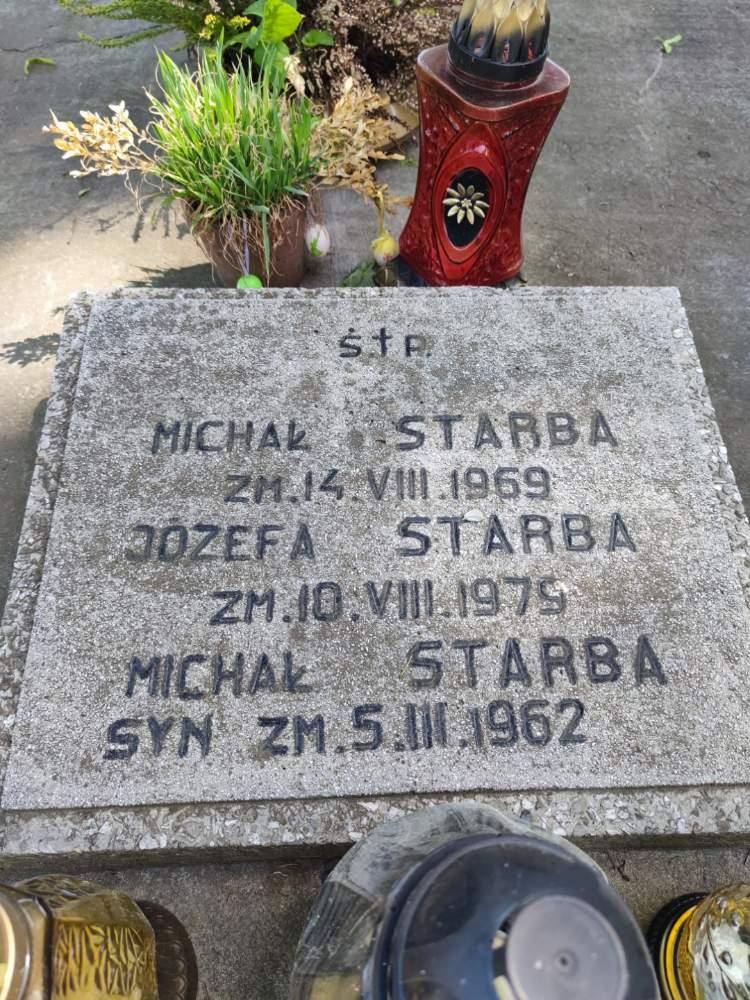 Ś†P.
MICHAŁ STARBA
ZM.14.VIII.1969
JÓZEFA STARBA
ZM.10.VIII.1979
MICHAŁ STARBA
SYN ZM.5.III.1962